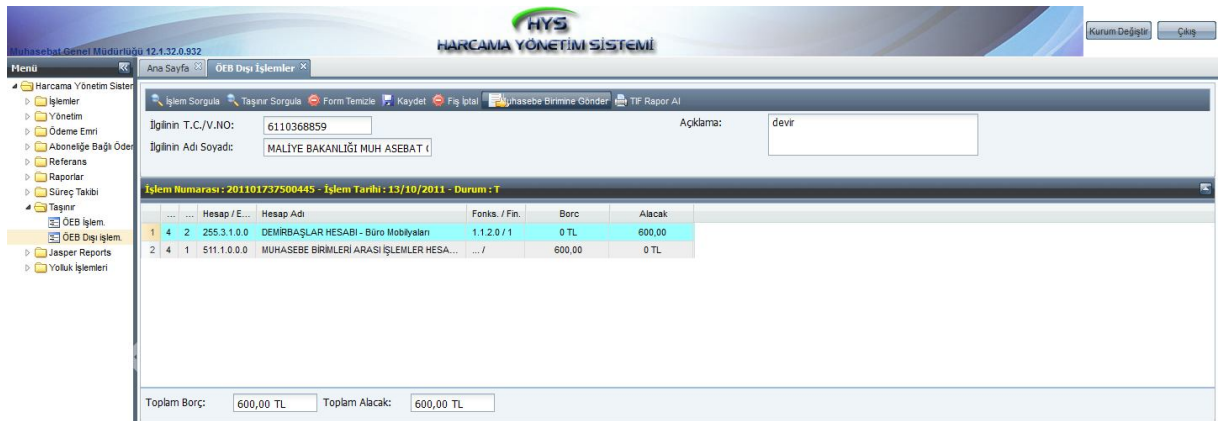 HYS
HARCAMA YÖNETİM SİSTEMİ
Muhasebat Genel Müdürlüğü 12.1.32.0.932
Kurum Değiştir Çıkış
Menü
Ana Sayfa ÖEB Dışı İşlemler
Harcama Yönetim Sister
İşlemler
Yönetim
Ödeme Emri
Aboneliğe Bağlı Öder
Referans
Raporlar
Süreç Takibi
Taşınır
ÖEB İşlem.
ÖEB Dışı işlem.
Jasper Reports
Yolluk İşlemleri
İşlem Sorgula Taşınır Sorgula Form Temizle Kaydet Fiş İptal Muhasebe Birimine Gönder TIF Rapor Al
İlgilinin T.C./V.NO: 6110368859 Açıklama: devir
İlgilinin Adı Soyadı: MALİYE BAKANLIĞI MUH ASEBAT (
İşlem Numarası : 201101737500445 - İşlem Tarihi : 13/10/2011 - Durum : T
... ... Hesap / E... Hesap Adı Fonks. / Fin. Borc Alacak
1 4 2 255.3.1.0.0 DEMİRBAŞLAR HESABI - Büro Mobilyaları 1.1.2.0 / 1 0 TL 600,00
2 4 1 511.1.0.0.0 MUHASEBE BİRİMLERİ ARASI İŞLEMLER HESA... ... / 600,00 0 TL
Toplam Borç: 600,00 TL Toplam Alacak: 600,00 TL